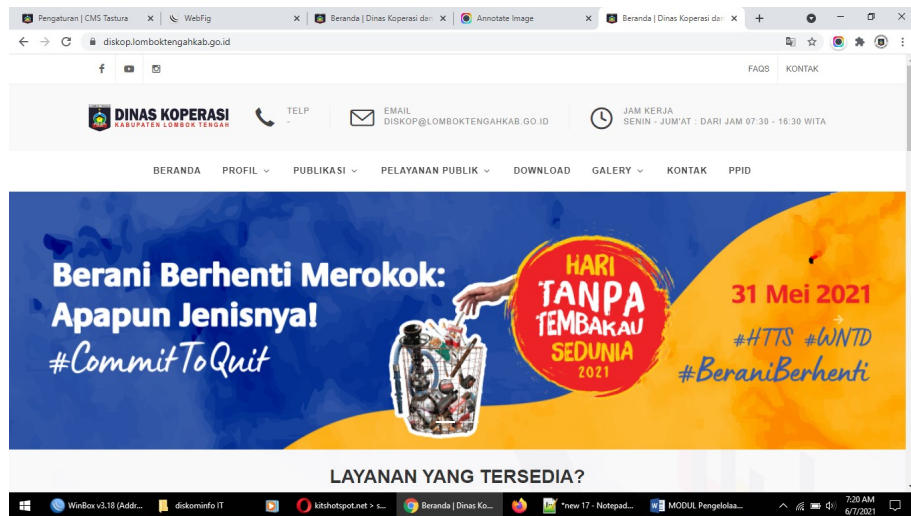 Pengaturan | CMS Tastura
WebFig
Beranda | Dinas Koperasi dan
Annotate Image
Beranda | Dinas Koperasi dan
diskop.lomboktengahkab.go.id
FAQS KONTAK
DINAS KOPERASI
KABUPATEN LOMBOK TENGAH
TELP
-
EMAIL
DISKOP@LOMBOKTENGAHKAB.GO.ID
JAM KERJA
SENIN - JUM'AT : DARI JAM 07:30 - 16:30 WITA
BERANDA PROFIL PUBLIKASI PELAYANAN PUBLIK DOWNLOAD GALERY KONTAK PPID
Berani Berhenti Merokok:
Apapun Jenisnya!
#CommitToQuit
HARI
TANPA
TEMBAKAU
SEDUNIA
2021
31 Mei 2021
#HTTS #WNTD
#BeraniBerhenti
LAYANAN YANG TERSEDIA?
WinBox v3.18 (Addr...
diskominfo IT
kitshotspot.net > s...
Beranda | Dinas Ko...
*new 17 - Notepad...
MODUL Pengelolaa...
7:20 AM
6/7/2021